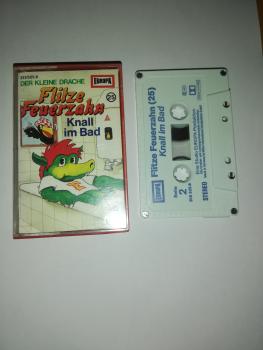 DER KLEINE DRACHE
EUROPA
Flitze
Feuerzahn
25
Knall
im Bad
EUROPA
Flitze Feuerzahn (25)
Knall im Bad
Seite
2
STEREO